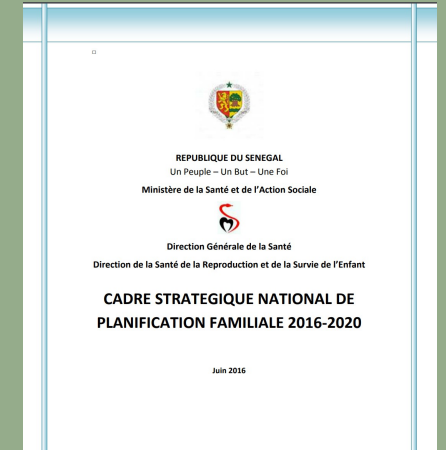 REPUBLIQUE DU SENEGAL
Un Peuple – Un But – Une Foi
Ministère de la Santé et de l'Action Sociale
Direction Générale de la Santé
Direction de la Santé de la Reproduction et de la Survie de l'Enfant
CADRE STRATEGIQUE NATIONAL DE
PLANIFICATION FAMILIALE 2016-2020
Juin 2016